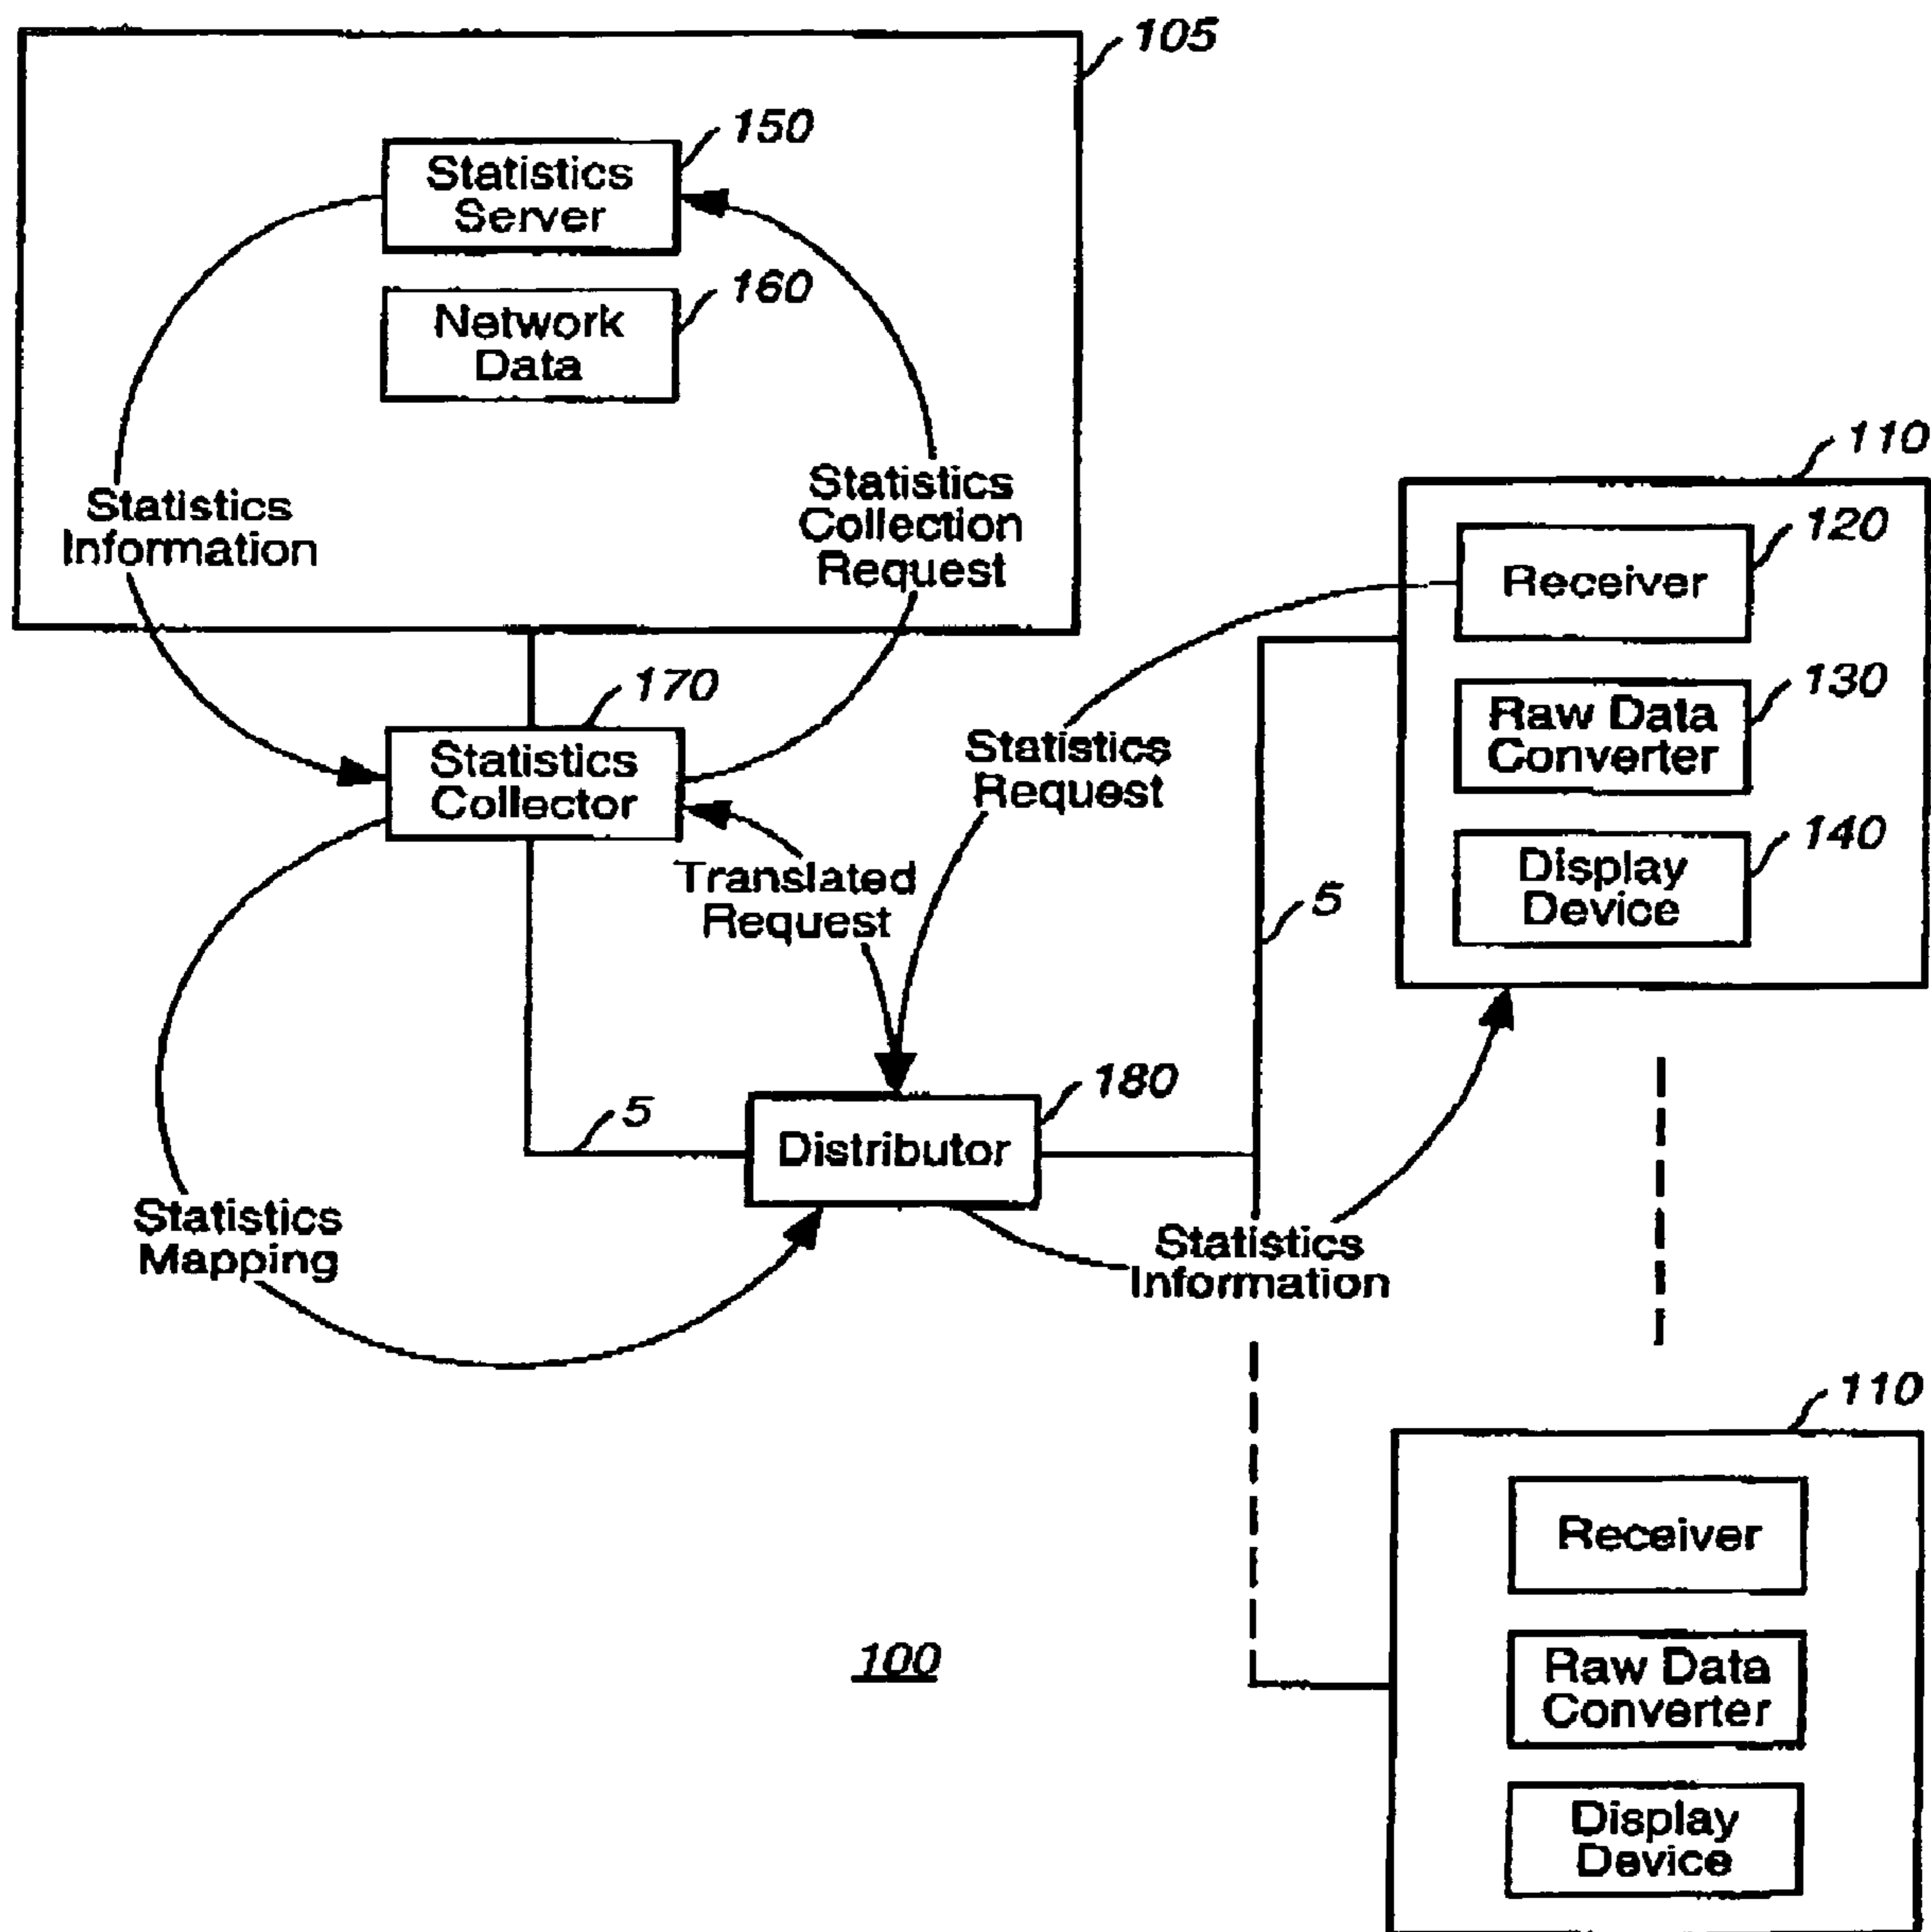 105
150
Statistics
Server
160
Network
Data
Statistics
Information
Statistics
Collection
Request
110
120
Receiver
130
Raw Data
Converter
140
Display
Device
170
Statistics
Collector
Statistics
Request
Translated
Request
5
5
180
Distributor
Statistics
Mapping
Statistics
Information
110
Receiver
Raw Data
Converter
Display
Device
100